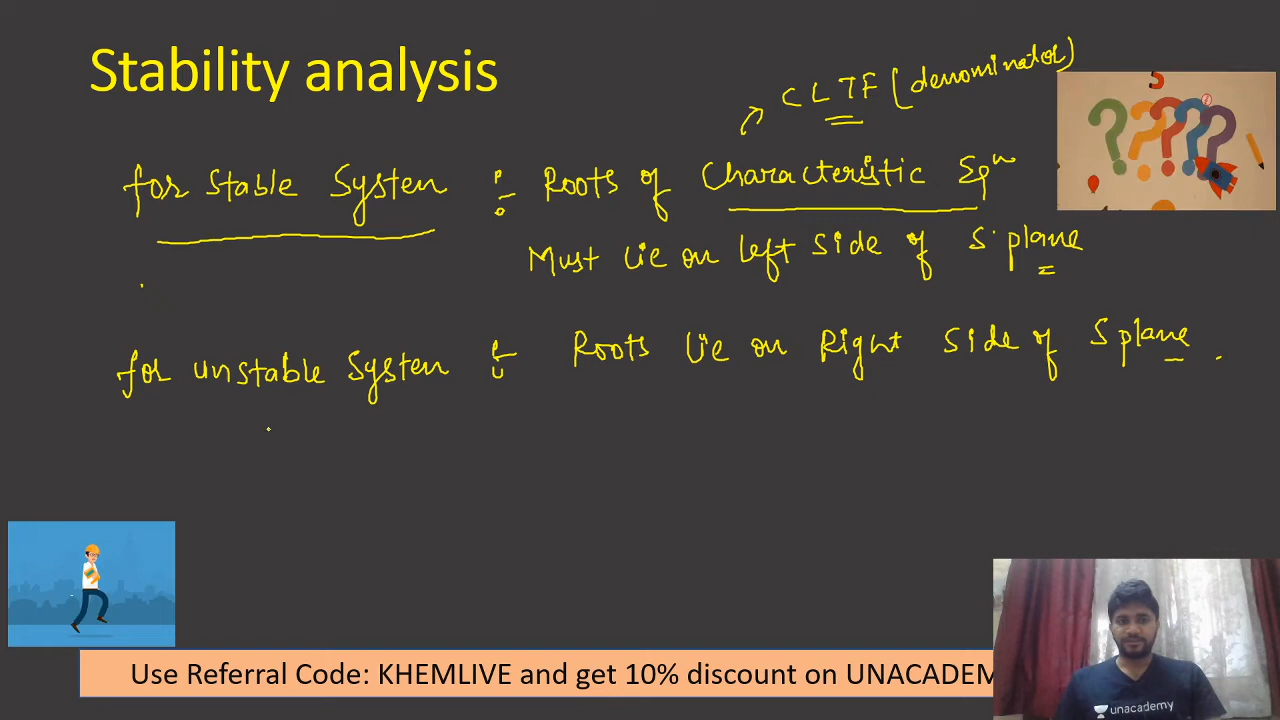 Stability analysis
CLTF (denominator)
for Stable System :- Roots of Characteristic Eqn
Must lie on left side of S-plane
for unstable System :- Roots lie on Right side of S plane.
Use Referral Code: KHEMLIVE and get 10% discount on UNACADEM
unacademy